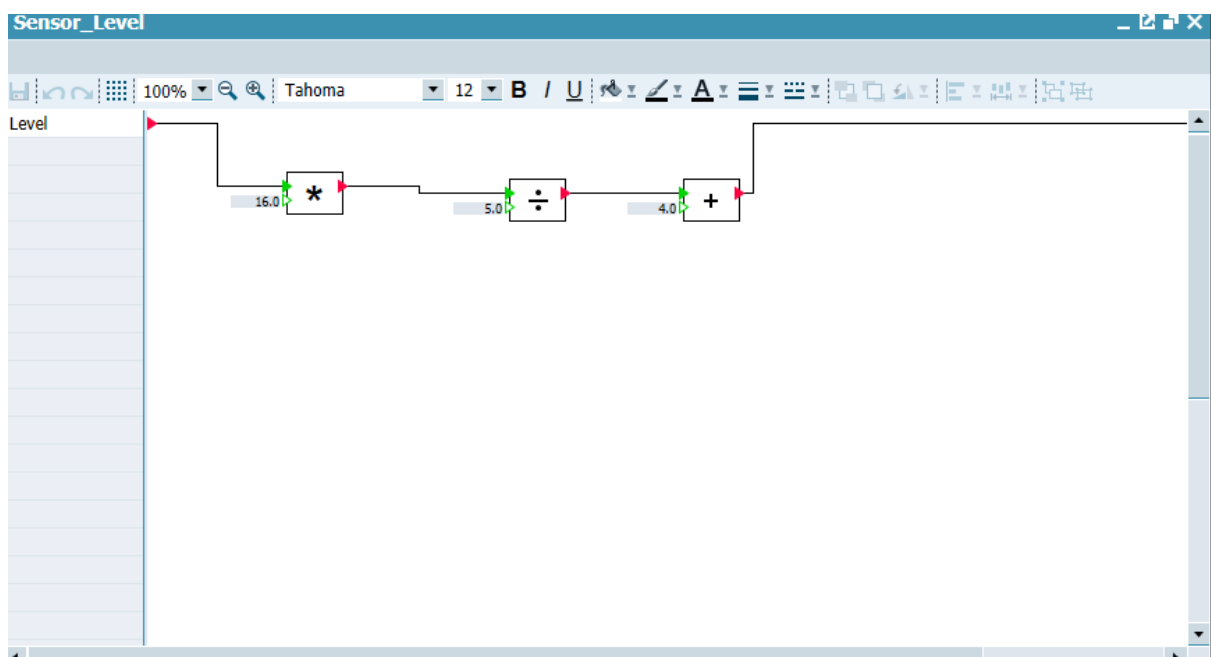 Sensor_Level
100% Tahoma 12 B I U A
Level
16.0 *
5.0 ÷
4.0 +